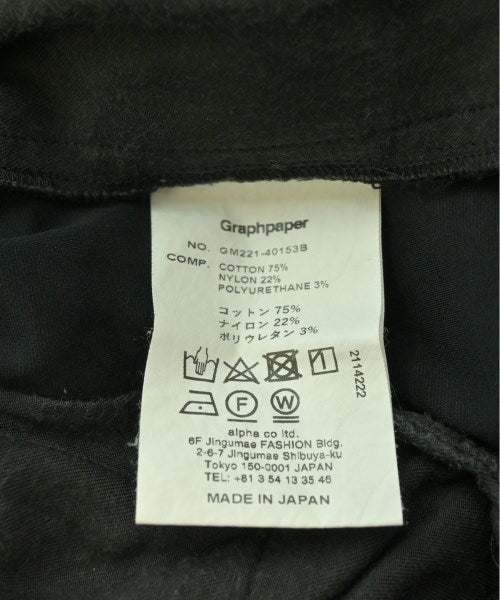 Graphpaper
NO. GM221-40153B
COMP. COTTON 75%
NYLON 22%
POLYURETHANE 3%
コットン 75%
ナイロン 22%
ポリウレタン 3%
F W
2114222
alpha co ltd.
6F Jingumae FASHION Bldg.
2-6-7 Jingumae Shibuya-ku
Tokyo 150-0001 JAPAN
TEL: +81 3 54 13 35 46
MADE IN JAPAN